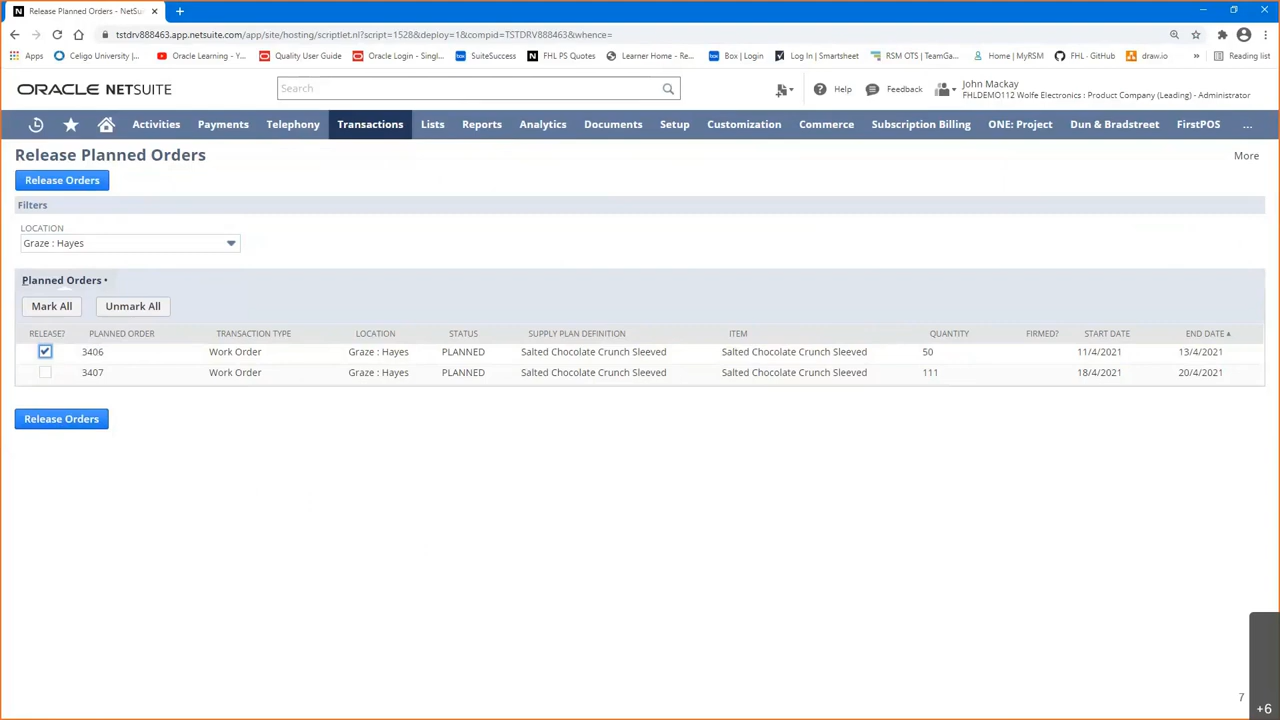 Release Planned Orders - NetSui
tstdrv888463.app.netsuite.com/app/site/hosting/scriptlet.nl?script=1528&deploy=1&compid=TSTDRV888463&whence=
Apps Celigo University |... Oracle Learning - Y... Quality User Guide Oracle Login - Singl... SuiteSuccess FHL PS Quotes Learner Home - Re... Box | Login Log In | Smartsheet RSM OTS | TeamGa... Home | MyRSM FHL · GitHub draw.io » Reading list
ORACLE NETSUITE Search Help Feedback John Mackay
FHLDEMO112 Wolfe Electronics : Product Company (Leading) - Administrator
Activities Payments Telephony Transactions Lists Reports Analytics Documents Setup Customization Commerce Subscription Billing ONE: Project Dun & Bradstreet FirstPOS ...
Release Planned Orders More
Release Orders
Filters
LOCATION
Graze : Hayes
Planned Orders •
Mark All Unmark All
RELEASE? PLANNED ORDER TRANSACTION TYPE LOCATION STATUS SUPPLY PLAN DEFINITION ITEM QUANTITY FIRMED? START DATE END DATE ▲
3406 Work Order Graze : Hayes PLANNED Salted Chocolate Crunch Sleeved Salted Chocolate Crunch Sleeved 50 11/4/2021 13/4/2021
3407 Work Order Graze : Hayes PLANNED Salted Chocolate Crunch Sleeved Salted Chocolate Crunch Sleeved 111 18/4/2021 20/4/2021
Release Orders
7
+6